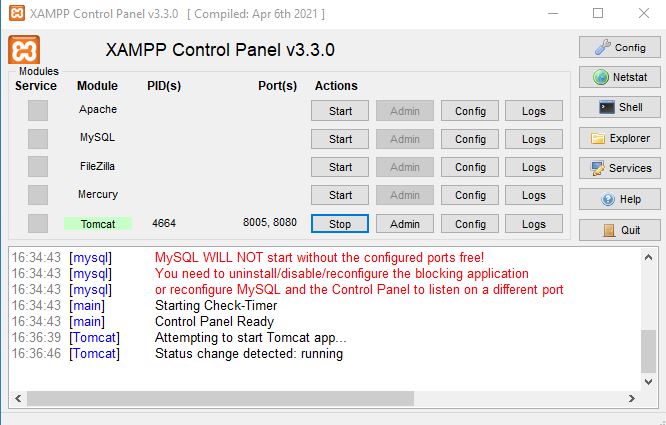 XAMPP Control Panel v3.3.0 [ Compiled: Apr 6th 2021 ]
XAMPP Control Panel v3.3.0
Config
Modules
Service Module PID(s) Port(s) Actions
Netstat
Apache Start Admin Config Logs
Shell
MySQL Start Admin Config Logs
Explorer
FileZilla Start Admin Config Logs
Services
Mercury Start Admin Config Logs
Help
Tomcat 4664 8005, 8080 Stop Admin Config Logs
Quit
16:34:43 [mysql] MySQL WILL NOT start without the configured ports free!
16:34:43 [mysql] You need to uninstall/disable/reconfigure the blocking application
16:34:43 [mysql] or reconfigure MySQL and the Control Panel to listen on a different port
16:34:43 [main] Starting Check-Timer
16:34:43 [main] Control Panel Ready
16:36:39 [Tomcat] Attempting to start Tomcat app...
16:36:46 [Tomcat] Status change detected: running